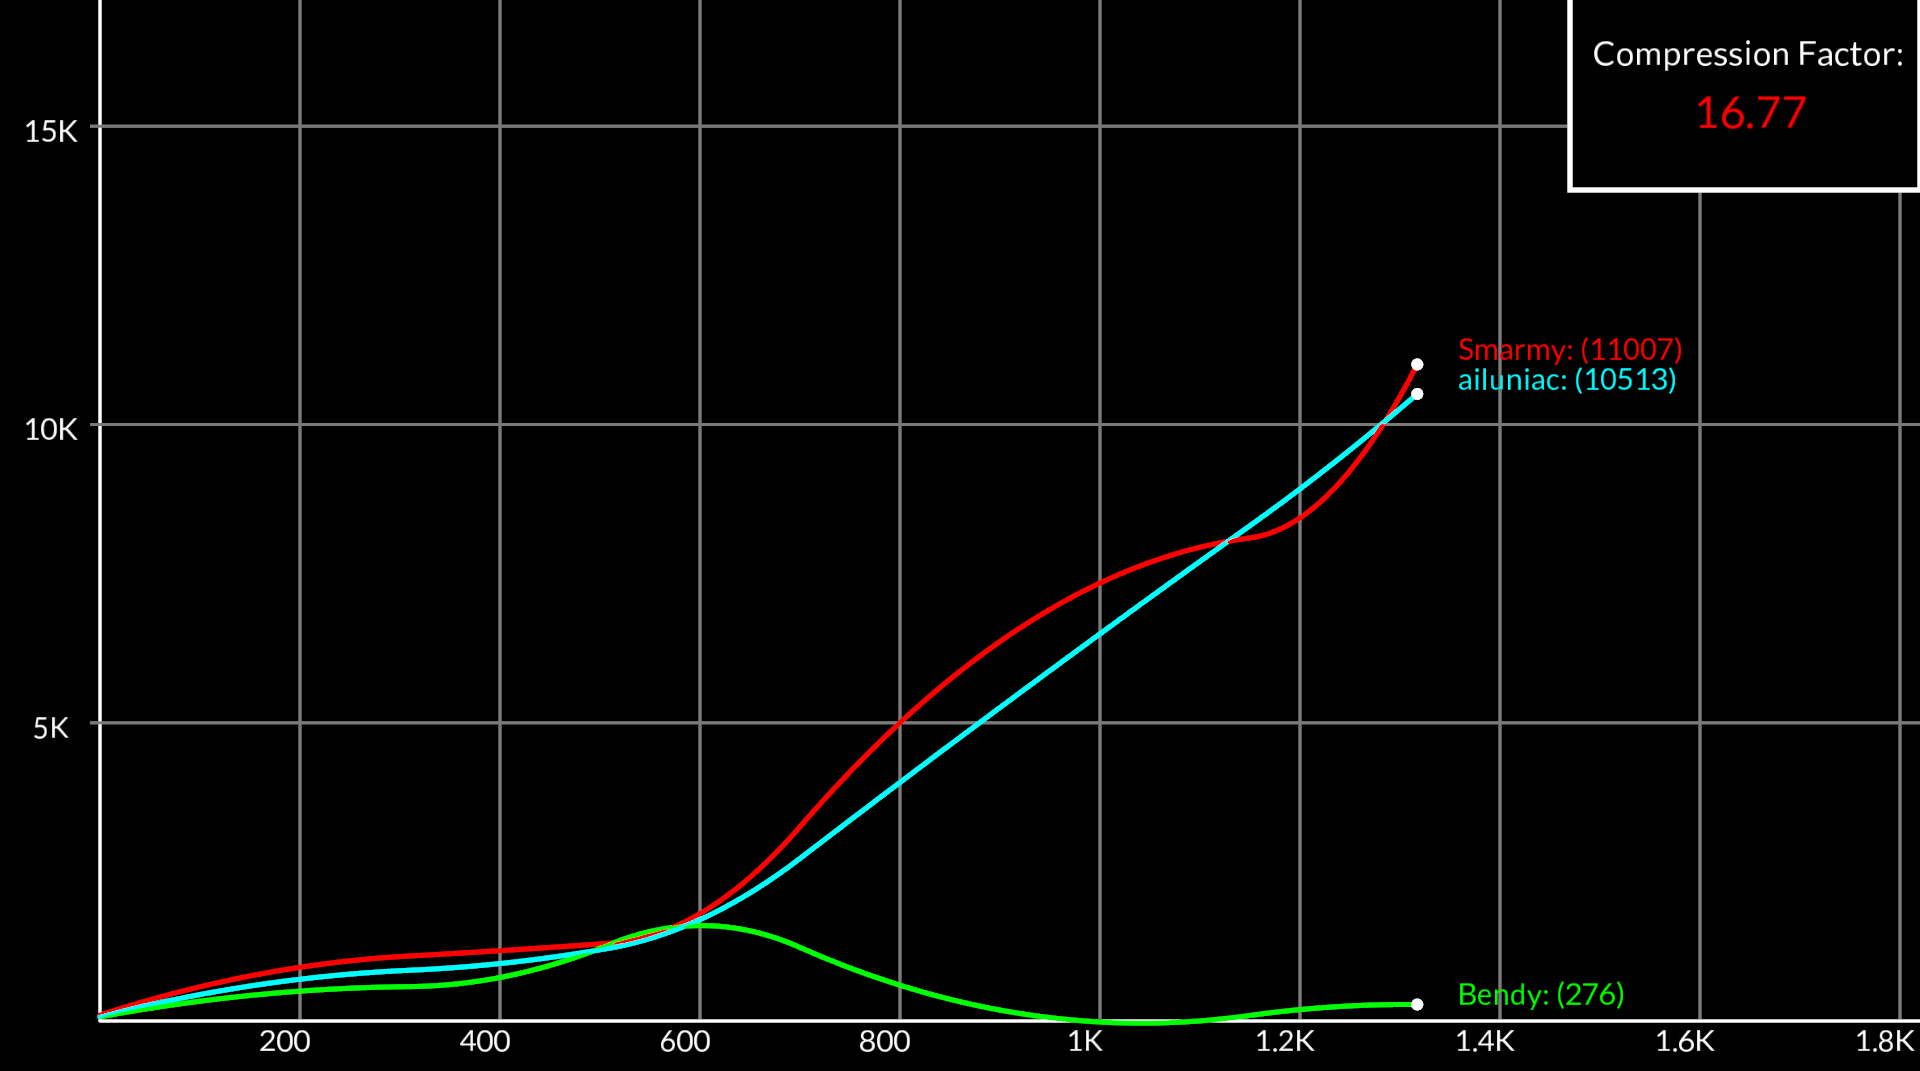 Compression Factor:
16.77
15K
10K
5K
Smarmy: (11007)
ailuniac: (10513)
Bendy: (276)
200 400 600 800 1K 1.2K 1.4K 1.6K 1.8K